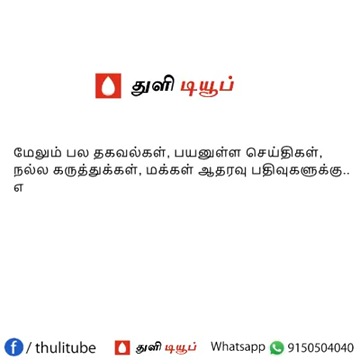 துளி டியூப்
மேலும் பல தகவல்கள், பயனுள்ள செய்திகள்,
நல்ல கருத்துக்கள், மக்கள் ஆதரவு பதிவுகளுக்கு..
எ
f / thulitube துளி டியூப் Whatsapp 9150504040